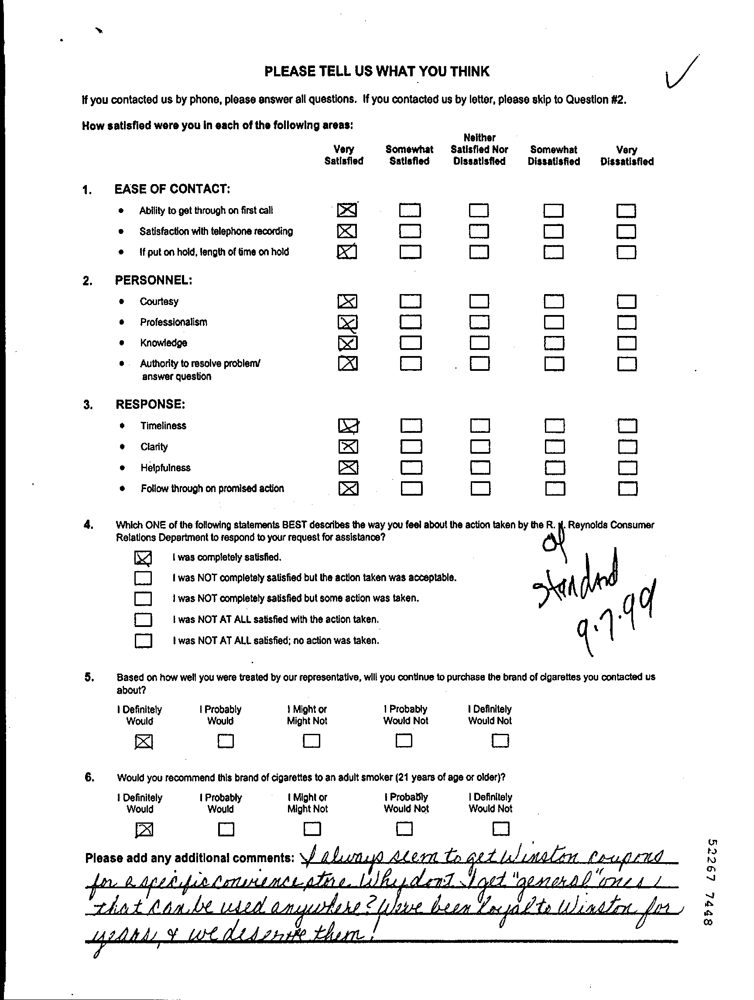 PLEASE TELL US WHAT YOU THINK
If you contacted us by phone, please answer all questions. If you contacted us by letter, please skip to Question #2.
How satisfied were you in each of the following areas:
Very Satisfied Somewhat Satisfied Neither Satisfied Nor Dissatisfied Somewhat Dissatisfied Very Dissatisfied
1. EASE OF CONTACT:
• Ability to get through on first call
• Satisfaction with telephone recording
• If put on hold, length of time on hold
2. PERSONNEL:
• Courtesy
• Professionalism
• Knowledge
• Authority to resolve problem/
answer question
3. RESPONSE:
• Timeliness
• Clarity
• Helpfulness
• Follow through on promised action
4. Which ONE of the following statements BEST describes the way you feel about the action taken by the R. J. Reynolds Consumer
Relations Department to respond to your request for assistance?
I was completely satisfied.
I was NOT completely satisfied but the action taken was acceptable.
I was NOT completely satisfied but some action was taken.
I was NOT AT ALL satisfied with the action taken.
I was NOT AT ALL satisfied; no action was taken.
Standard
9.7.99
5. Based on how well you were treated by our representative, will you continue to purchase the brand of cigarettes you contacted us
about?
I Definitely Would I Probably Would I Might or Might Not I Probably Would Not I Definitely Would Not
6. Would you recommend this brand of cigarettes to an adult smoker (21 years of age or older)?
I Definitely Would I Probably Would I Might or Might Not I Probably Would Not I Definitely Would Not
Please add any additional comments: I always seem to get Winston coupons
for a specific convience store. Why don't I get "general" ones
that can be used anywhere? We've been loyal to Winston for
years, & we deserve them!
52267 7448